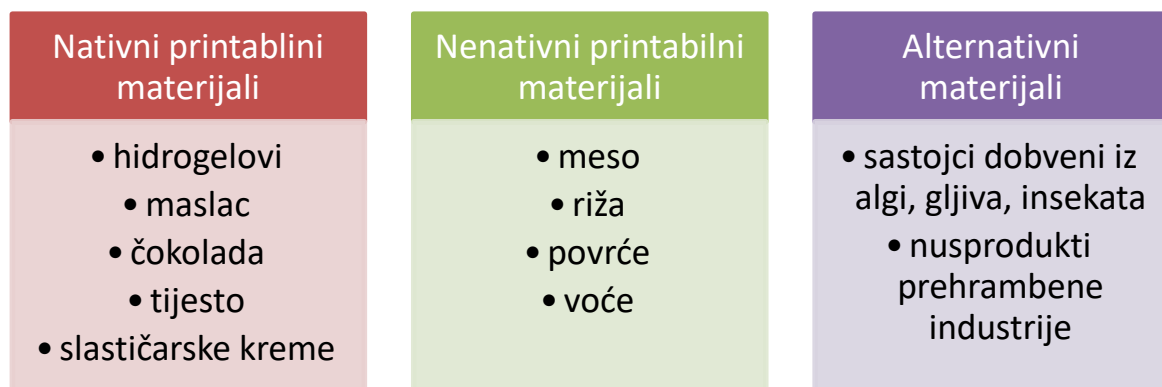 Nativni printablini
materijali
• hidrogelovi
• maslac
• čokolada
• tijesto
• slastičarske kreme
Nenativni printabilni
materijali
• meso
• riža
• povrće
• voće
Alternativni
materijali
• sastojci dobveni iz
algi, gljiva, insekata
• nusprodukti
prehrambene
industrije